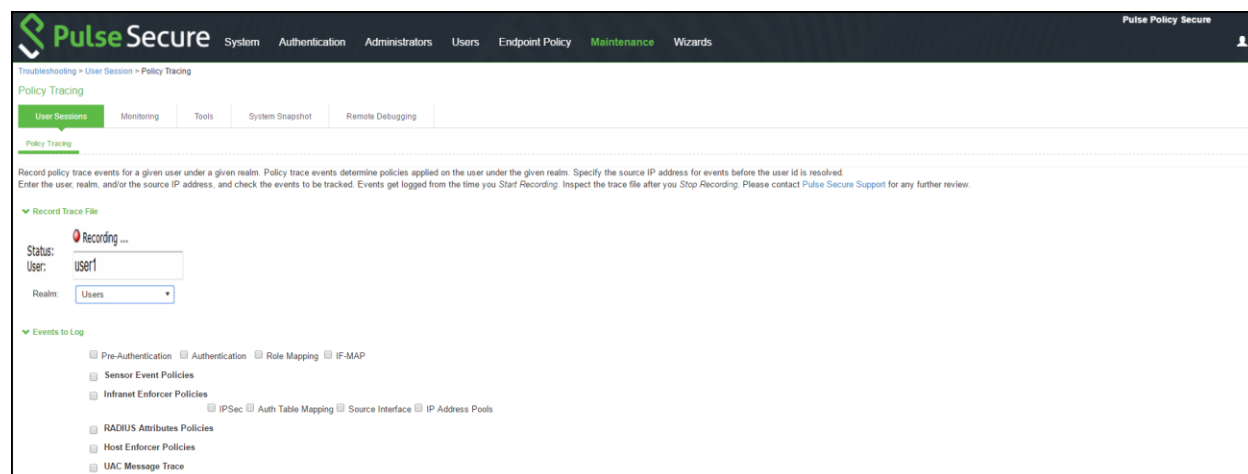 Pulse Policy Secure
Pulse Secure System Authentication Administrators Users Endpoint Policy Maintenance Wizards
Troubleshooting > User Session > Policy Tracing
Policy Tracing
User Sessions Monitoring Tools System Snapshot Remote Debugging
Policy Tracing
Record policy trace events for a given user under a given realm. Policy trace events determine policies applied on the user under the given realm. Specify the source IP address for events before the user id is resolved.
Enter the user, realm, and/or the source IP address, and check the events to be tracked. Events get logged from the time you Start Recording. Inspect the trace file after you Stop Recording. Please contact Pulse Secure Support for any further review.
Record Trace File
Status: Recording ...
User: user1
Realm: Users
Events to Log
Pre-Authentication Authentication Role Mapping IF-MAP
Sensor Event Policies
Infranet Enforcer Policies
IPSec Auth Table Mapping Source Interface IP Address Pools
RADIUS Attributes Policies
Host Enforcer Policies
UAC Message Trace